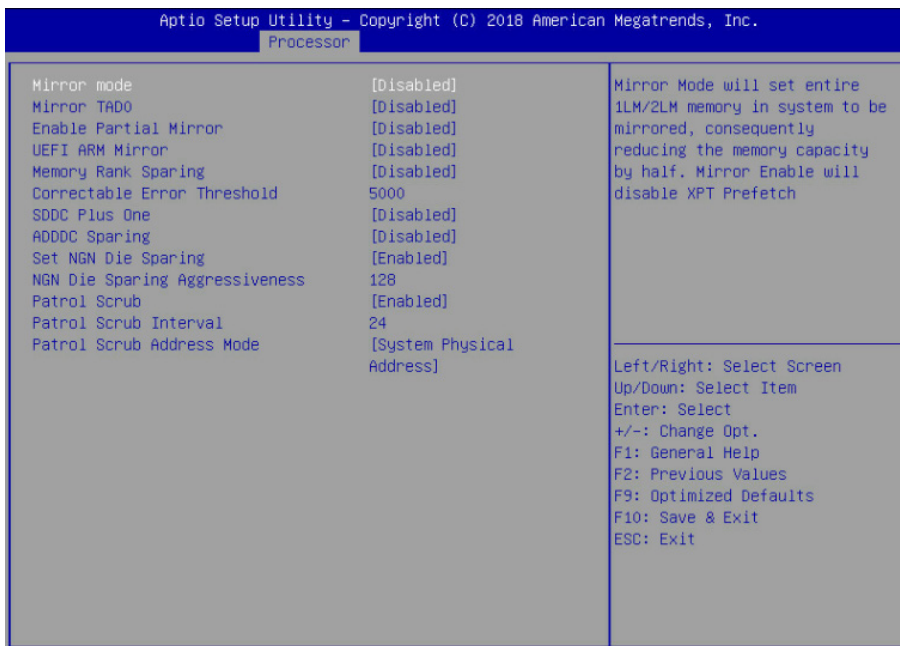 Aptio Setup Utility – Copyright (C) 2018 American Megatrends, Inc.
Processor
Mirror mode [Disabled]
Mirror TAD0 [Disabled]
Enable Partial Mirror [Disabled]
UEFI ARM Mirror [Disabled]
Memory Rank Sparing [Disabled]
Correctable Error Threshold 5000
SDDC Plus One [Disabled]
ADDDC Sparing [Disabled]
Set NGN Die Sparing [Enabled]
NGN Die Sparing Aggressiveness 128
Patrol Scrub [Enabled]
Patrol Scrub Interval 24
Patrol Scrub Address Mode [System Physical
Address]
Mirror Mode will set entire
1LM/2LM memory in system to be
mirrored, consequently
reducing the memory capacity
by half. Mirror Enable will
disable XPT Prefetch
Left/Right: Select Screen
Up/Down: Select Item
Enter: Select
+/-: Change Opt.
F1: General Help
F2: Previous Values
F9: Optimized Defaults
F10: Save & Exit
ESC: Exit